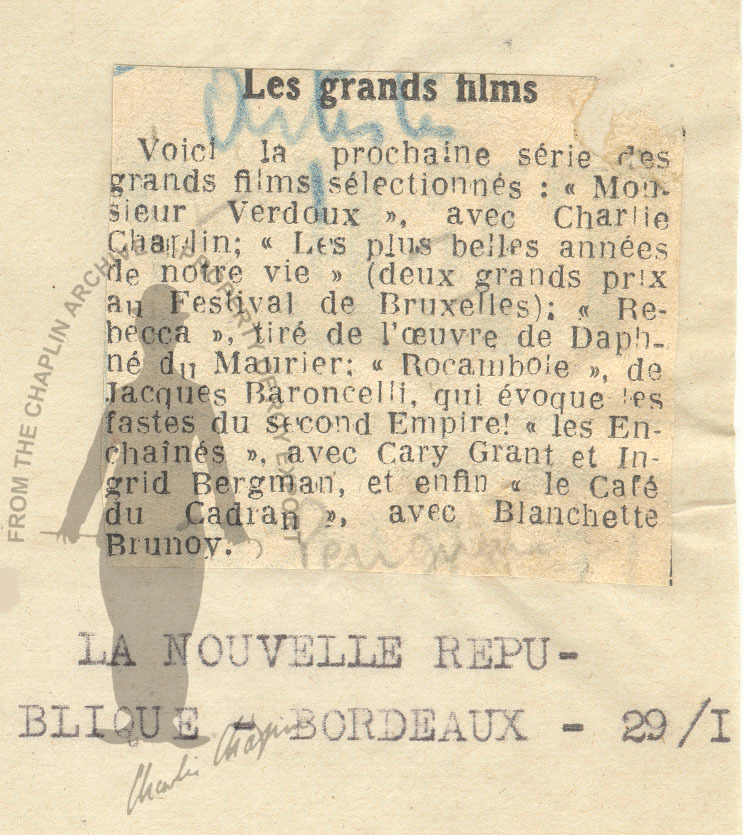 Les grands films
Voici la prochaine série des
grands films sélectionnés : « Mon-
sieur Verdoux », avec Charlie
Chaplin; « Les plus belles années
de notre vie » (deux grands prix
au Festival de Bruxelles); « Re-
becca », tiré de l'œuvre de Daph-
né du Maurier; « Rocambole », de
Jacques Baroncelli, qui évoque les
fastes du second Empire! « les En-
chaînés », avec Cary Grant et In-
grid Bergman, et enfin « le Café
du Cadran », avec Blanchette
Brunoy.
LA NOUVELLE REPU-
BLIQUE - BORDEAUX - 29/I
FROM THE CHAPLIN ARCHIVES
PROPERTY OF ROY EXPORT
Charlie Chaplin